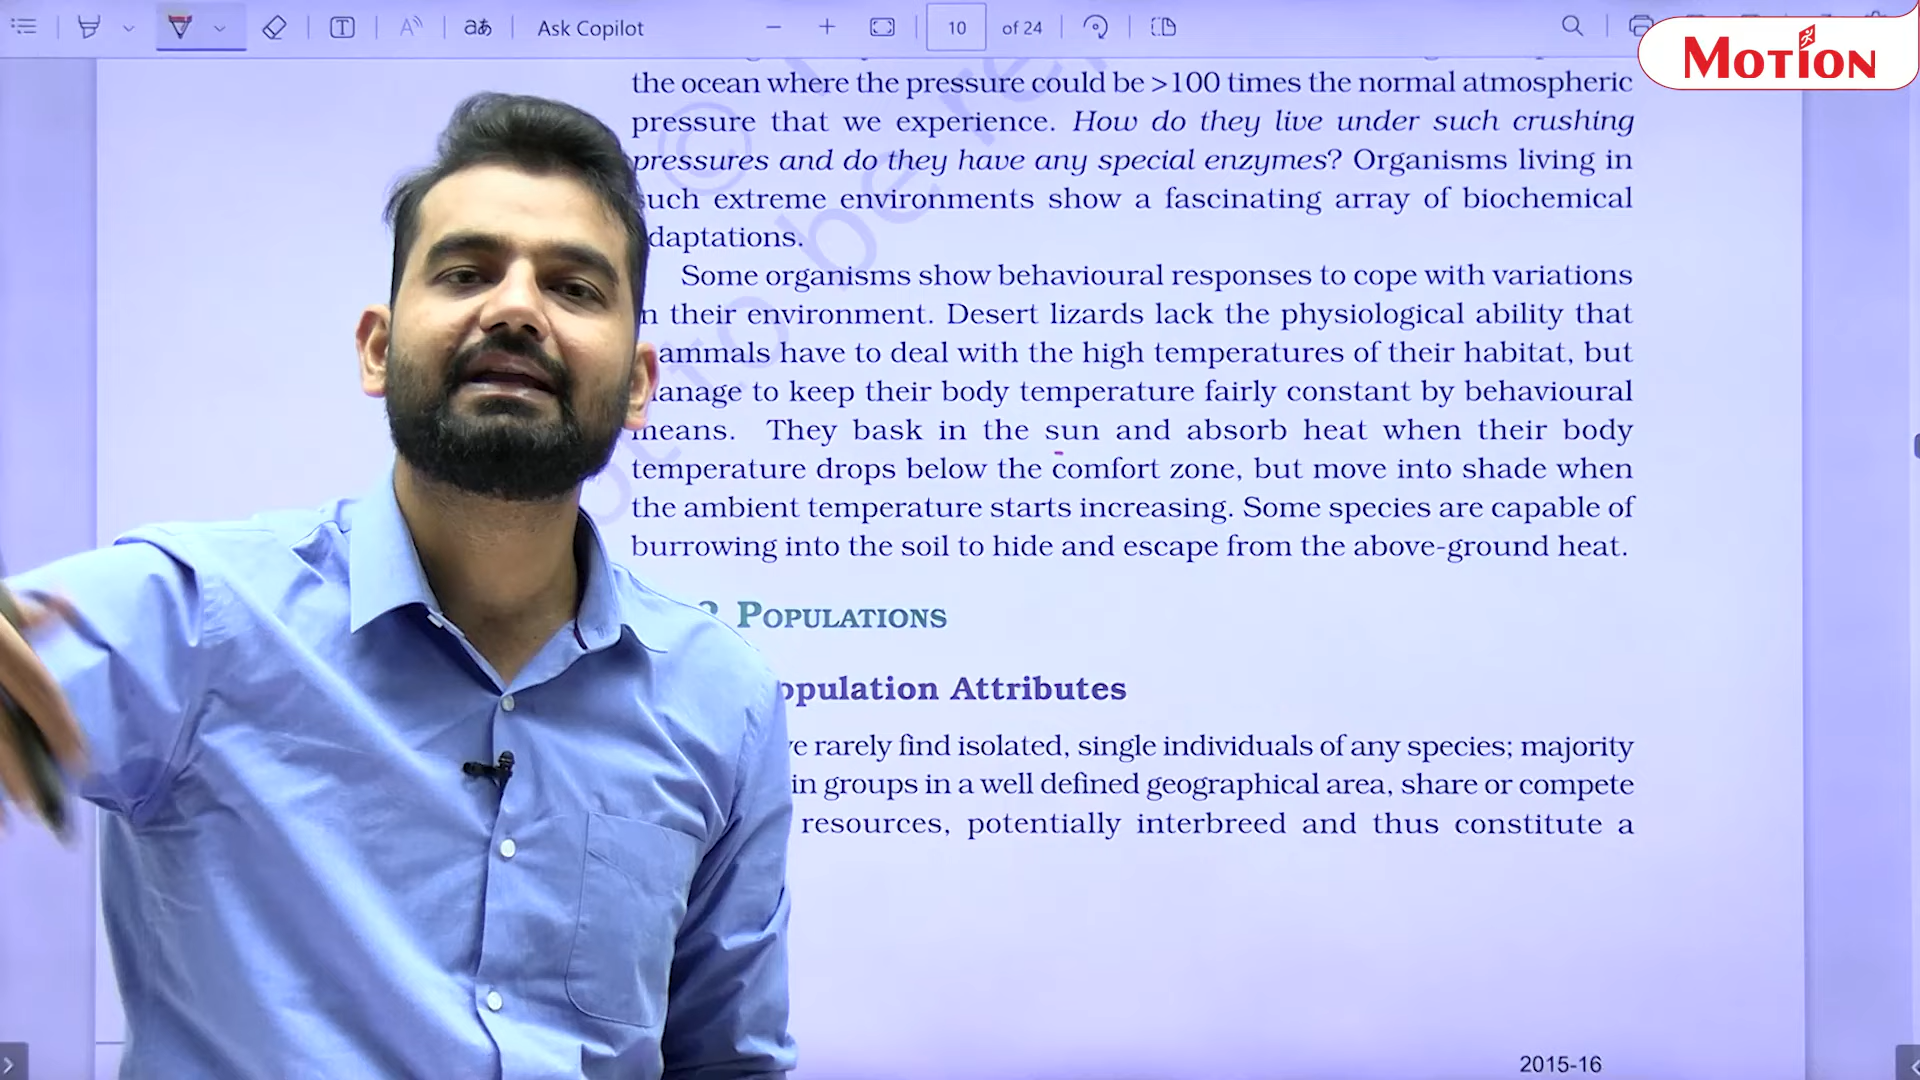 Ask Copilot
10 of 24
MOTION
the ocean where the pressure could be >100 times the normal atmospheric
pressure that we experience. How do they live under such crushing
pressures and do they have any special enzymes? Organisms living in
such extreme environments show a fascinating array of biochemical
daptations.
Some organisms show behavioural responses to cope with variations
n their environment. Desert lizards lack the physiological ability that
ammals have to deal with the high temperatures of their habitat, but
anage to keep their body temperature fairly constant by behavioural
means. They bask in the sun and absorb heat when their body
temperature drops below the comfort zone, but move into shade when
the ambient temperature starts increasing. Some species are capable of
burrowing into the soil to hide and escape from the above-ground heat.
POPULATIONS
opulation Attributes
ve rarely find isolated, single individuals of any species; majority
in groups in a well defined geographical area, share or compete
resources, potentially interbreed and thus constitute a
2015-16